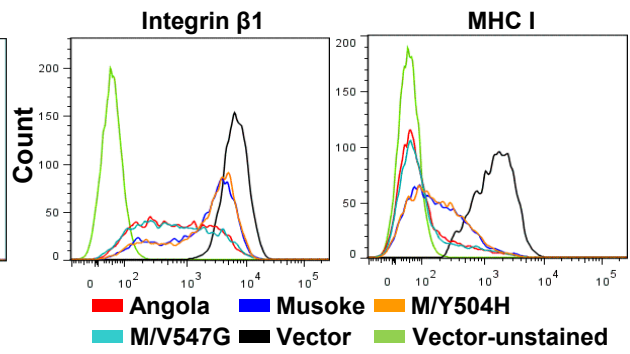 Integrin β1 MHC I
Count
200
150
100
50
0
0 10² 10³ 10⁴ 10⁵
200
150
100
50
0
0 10² 10³ 10⁴ 10⁵
Angola Musoke M/Y504H
M/V547G Vector Vector-unstained